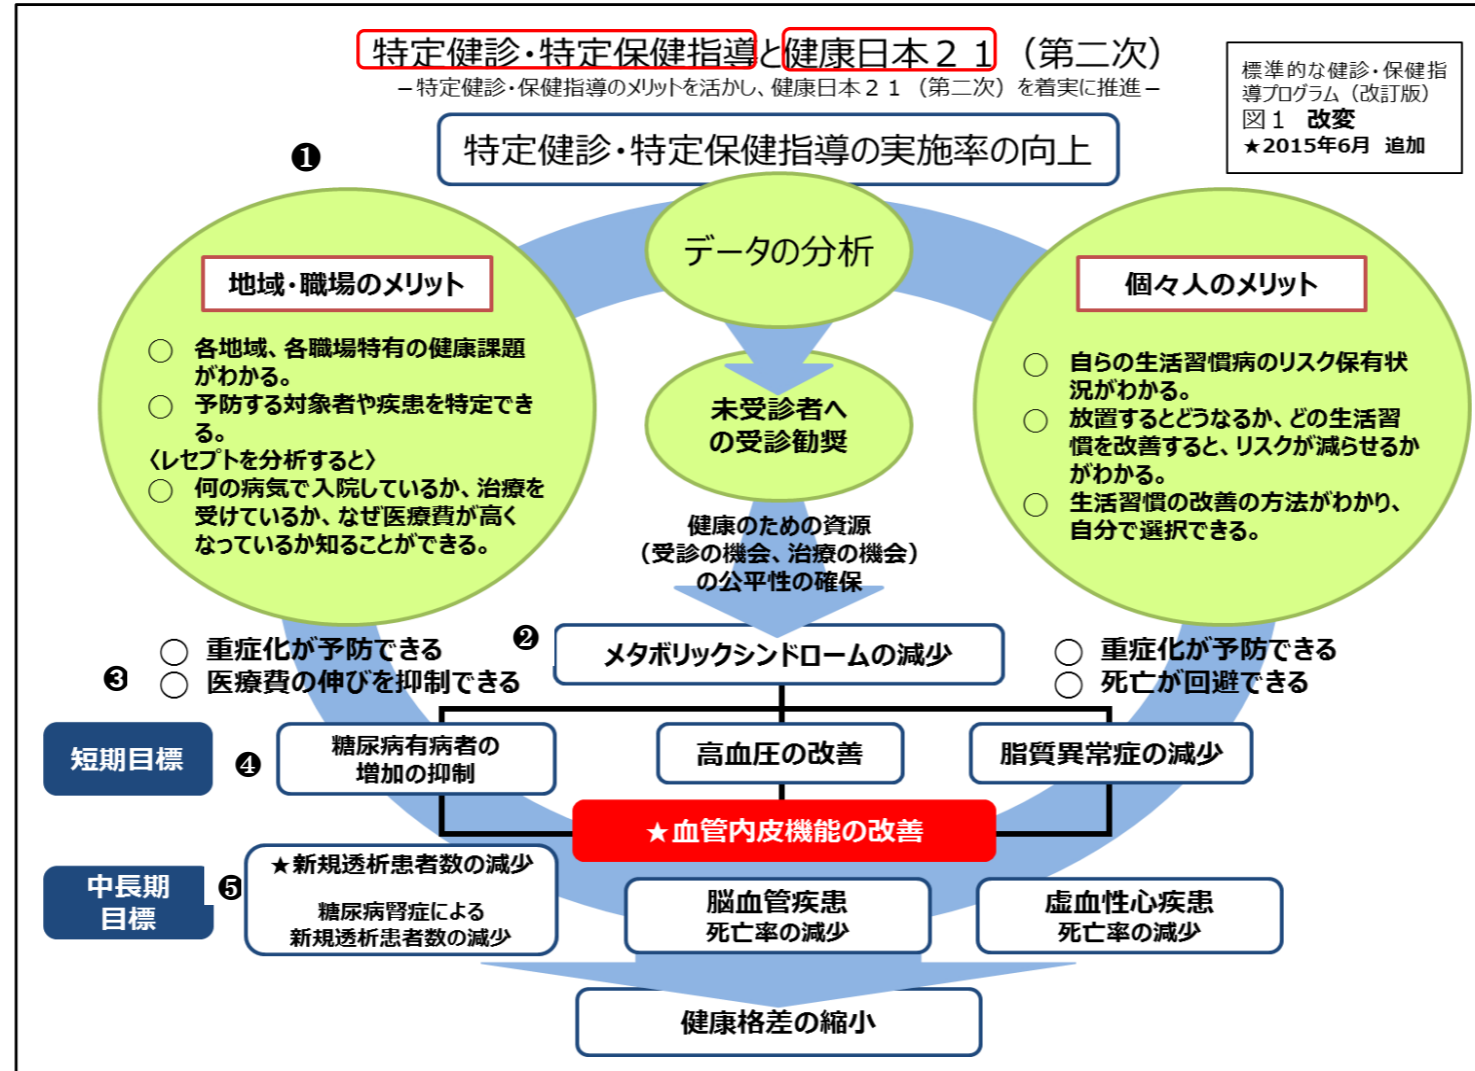 特定健診・特定保健指導と健康日本２１（第二次）
－特定健診・保健指導のメリットを活かし、健康日本２１（第二次）を着実に推進－
標準的な健診・保健指
導プログラム（改訂版）
図１ 改変
★2015年6月 追加
❶
特定健診・特定保健指導の実施率の向上
データの分析
地域・職場のメリット
○ 各地域、各職場特有の健康課題
がわかる。
○ 予防する対象者や疾患を特定でき
る。
〈レセプトを分析すると〉
○ 何の病気で入院しているか、治療を
受けているか、なぜ医療費が高く
なっているか知ることができる。
未受診者へ
の受診勧奨
個々人のメリット
○ 自らの生活習慣病のリスク保有状
況がわかる。
○ 放置するとどうなるか、どの生活習
慣を改善すると、リスクが減らせるか
がわかる。
○ 生活習慣の改善の方法がわかり、
自分で選択できる。
健康のための資源
（受診の機会、治療の機会）
の公平性の確保
❸
○ 重症化が予防できる
○ 医療費の伸びを抑制できる
❷
メタボリックシンドロームの減少
○ 重症化が予防できる
○ 死亡が回避できる
短期目標
❹
糖尿病有病者の
増加の抑制
高血圧の改善
脂質異常症の減少
★血管内皮機能の改善
中長期
目標
❺
★新規透析患者数の減少
糖尿病腎症による
新規透析患者数の減少
脳血管疾患
死亡率の減少
虚血性心疾患
死亡率の減少
健康格差の縮小